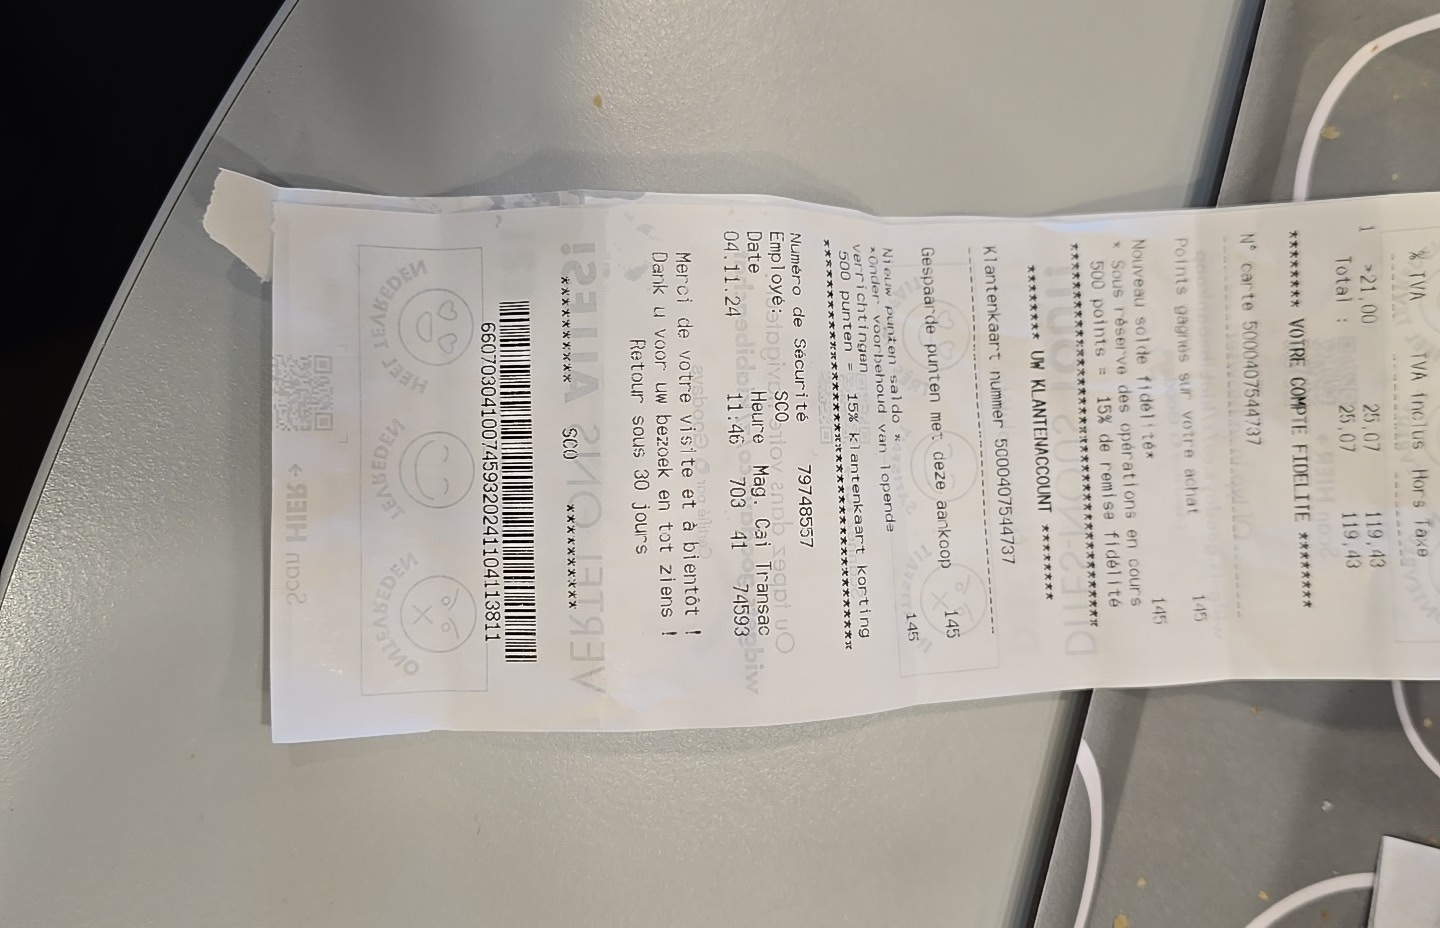 % TVA TVA Inclus Hors Taxe
1 >21,00 25,07 119,43
Total : 25,07 119,43
******** VOTRE COMPTE FIDELITE ********
N° carte 5000407544737
Points gagnés sur votre achat 145
Nouveau solde fidélité* 145
* Sous réserve des opérations en cours
500 points = 15% de remise fidélité
******** UW KLANTENACCOUNT ********
Klantenkaart nummer 5000407544737
Gespaarde punten met deze aankoop 145
Nieuw punten saldo * 145
*Onder voorbehoud van lopende
verrichtingen
500 punten = 15% klantenkaart korting
Numéro de Sécurité 79748557
Employé: SCO
Date Heure Mag. Cai Transac
04.11.24 11:46 703 41 74593
Merci de votre visite et à bientôt !
Dank u voor uw bezoek en tot ziens !
Retour sous 30 jours
*********** SCO ***********
660703041007459320241104113811
VERTEL ONS ALLES!
ONTEVREDEN TEVREDEN HEEL TEVREDEN
Scan HIER →